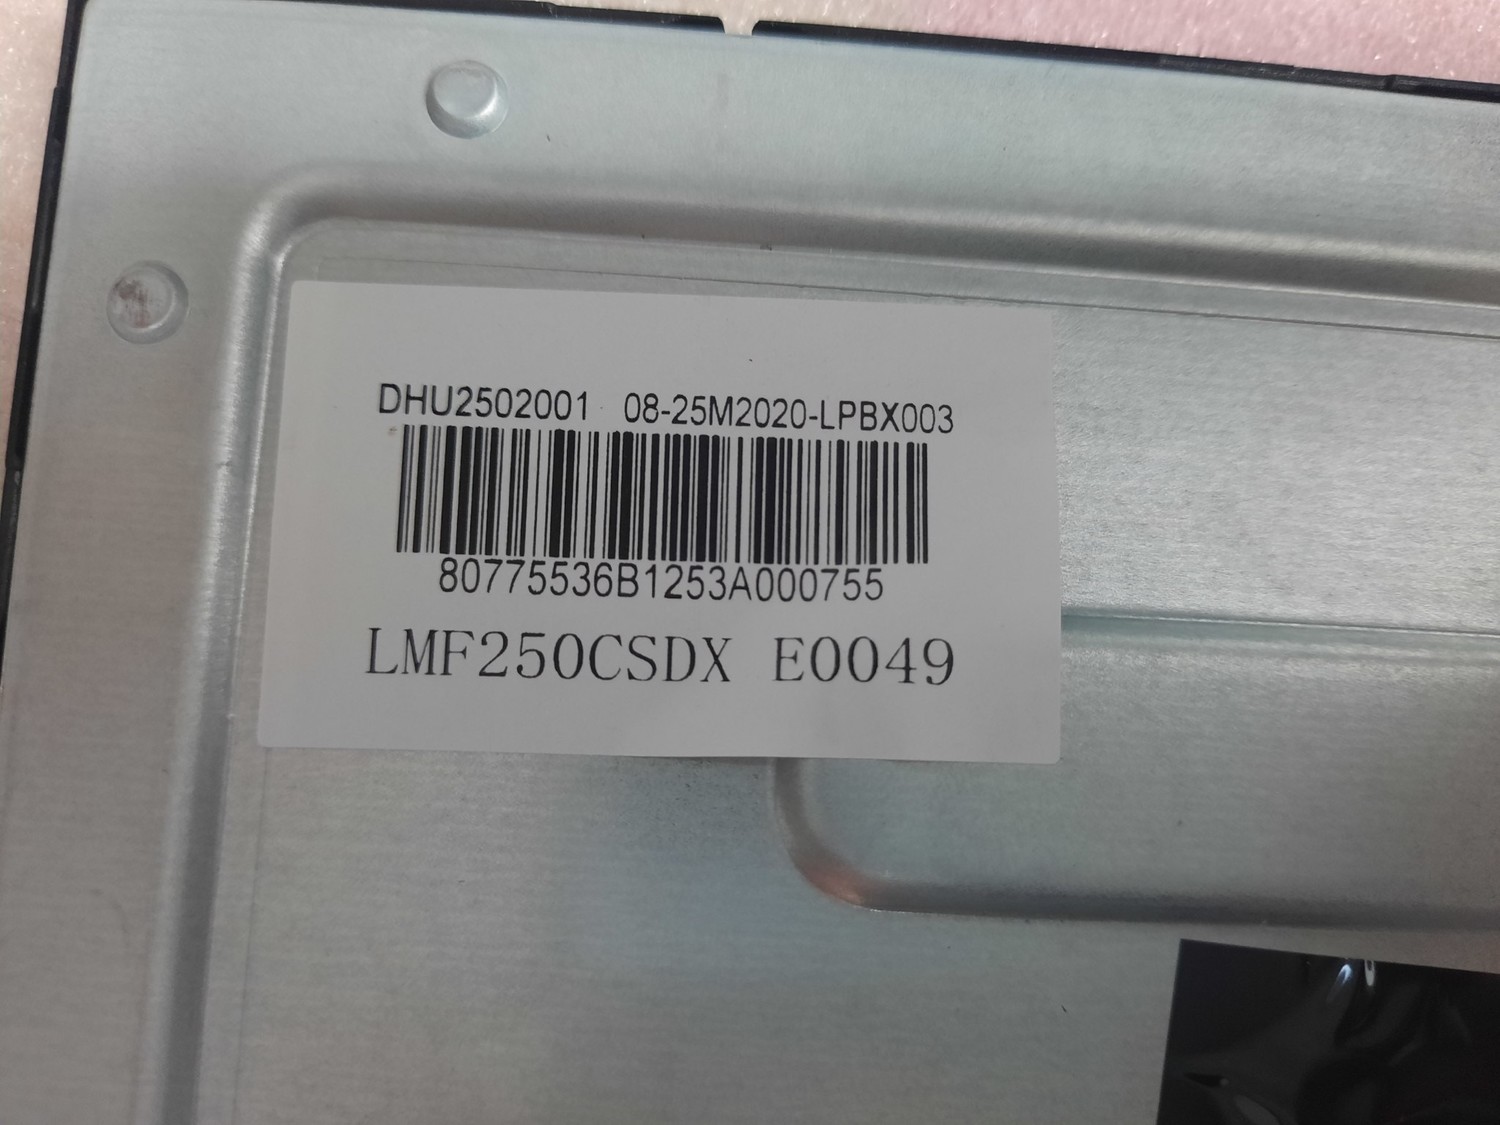 DHU2502001 08-25M2020-LPBX003
80775536B1253A000755
LMF250CSDX E0049